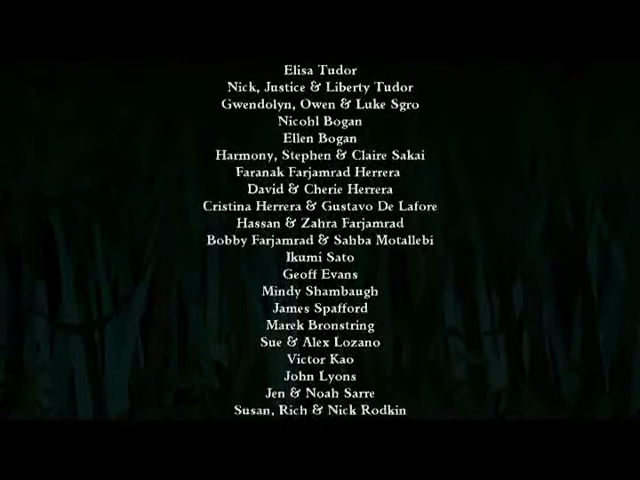 Elisa Tudor
Nick, Justice & Liberty Tudor
Gwendolyn, Owen & Luke Sgro
Nicohl Bogan
Ellen Bogan
Harmony, Stephen & Claire Sakai
Faranak Farjamrad Herrera
David & Cherie Herrera
Cristina Herrera & Gustavo De Lafore
Hassan & Zahra Farjamrad
Bobby Farjamrad & Sahba Motallebi
Ikumi Sato
Geoff Evans
Mindy Shambaugh
James Spafford
Marek Bronstring
Sue & Alex Lozano
Victor Kao
John Lyons
Jen & Noah Sarre
Susan, Rich & Nick Rodkin